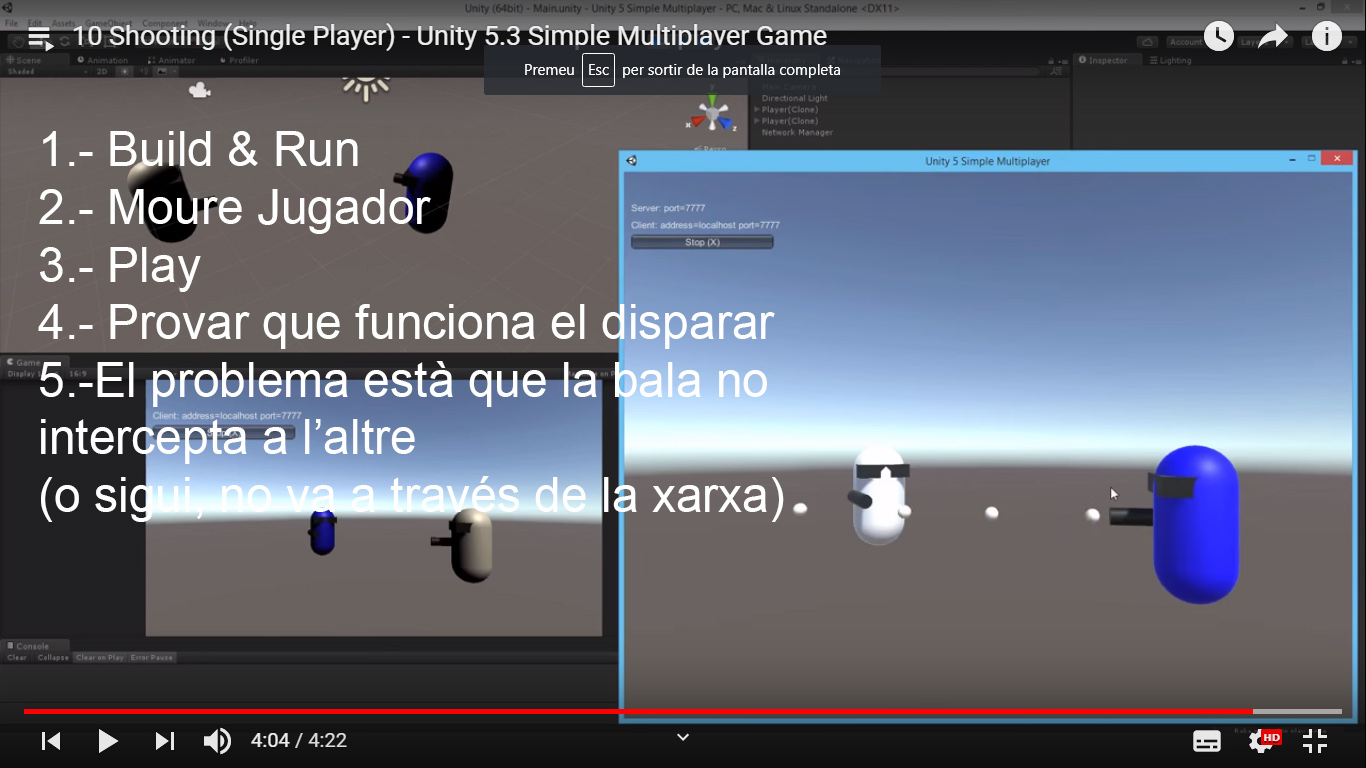 Unity (64bit) - Main.unity - Unity 5 Simple Multiplayer - PC, Mac & Linux Standalone <DX11>
File Edit Assets GameObject Component Window Help
10 Shooting (Single Player) - Unity 5.3 Simple Multiplayer Game
Account
Premeu Esc per sortir de la pantalla completa
Scene Animation Animator Profiler
Inspector Lighting
Shaded 2D
Directional Light
Player(Clone)
Player(Clone)
Network Manager
Persp
1.- Build & Run
2.- Moure Jugador
3.- Play
4.- Provar que funciona el disparar
5.-El problema està que la bala no
intercepta a l’altre
(o sigui, no va a través de la xarxa)
Unity 5 Simple Multiplayer
Server: port=7777
Client: address=localhost port=7777
Stop (X)
Game
16:9
Client: address=localhost port=7777
Console
Clear Collapse Clear on Play Error Pause
4:04 / 4:22
HD